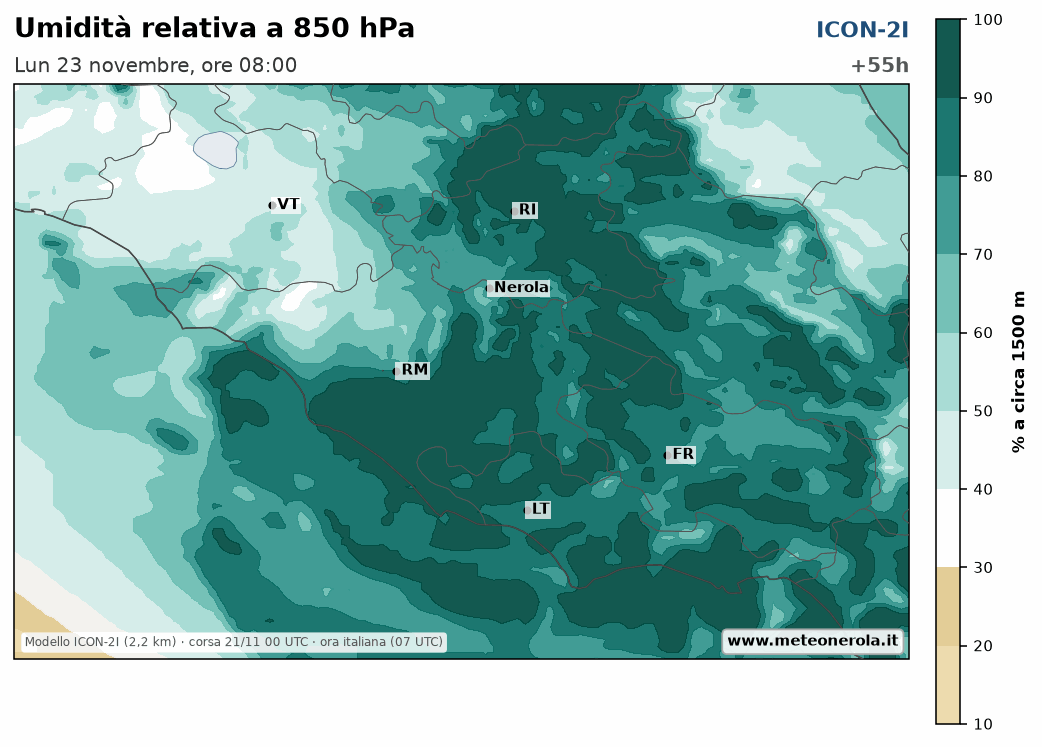 Umidità relativa a 850 hPa
ICON-2I
Lun 23 novembre, ore 08:00
+55h
VT
RI
Nerola
RM
FR
LT
Modello ICON-2I (2,2 km) · corsa 21/11 00 UTC · ora italiana (07 UTC)
www.meteonerola.it
100
90
80
70
60
50
40
30
20
10
% a circa 1500 m